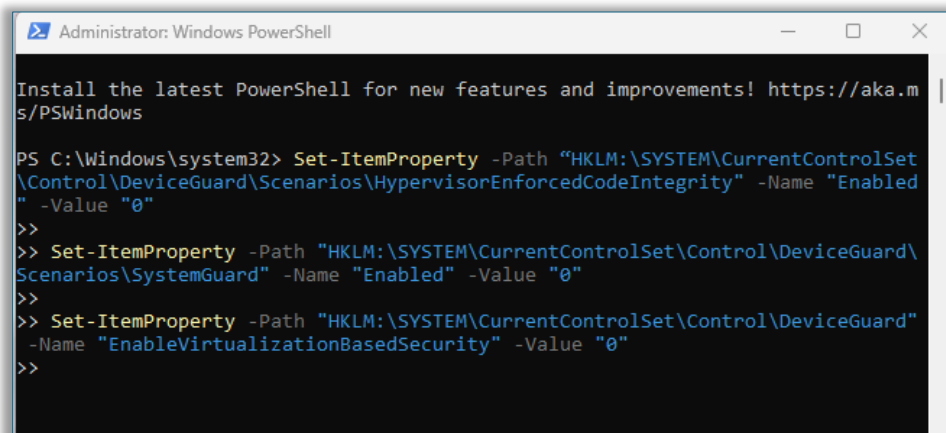 Administrator: Windows PowerShell
Install the latest PowerShell for new features and improvements! https://aka.m
s/PSWindows
PS C:\Windows\system32> Set-ItemProperty -Path “HKLM:\SYSTEM\CurrentControlSet
\Control\DeviceGuard\Scenarios\HypervisorEnforcedCodeIntegrity" -Name "Enabled
" -Value "0"
>>
>> Set-ItemProperty -Path "HKLM:\SYSTEM\CurrentControlSet\Control\DeviceGuard\
Scenarios\SystemGuard" -Name "Enabled" -Value "0"
>>
>> Set-ItemProperty -Path "HKLM:\SYSTEM\CurrentControlSet\Control\DeviceGuard"
 -Name "EnableVirtualizationBasedSecurity" -Value "0"
>>